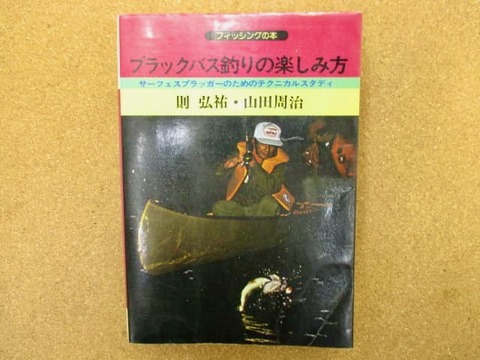 フィッシングの本
ブラックバス釣りの楽しみ方
サーフェスプラッガーのためのテクニカルスタディ
則 弘祐・山田周治